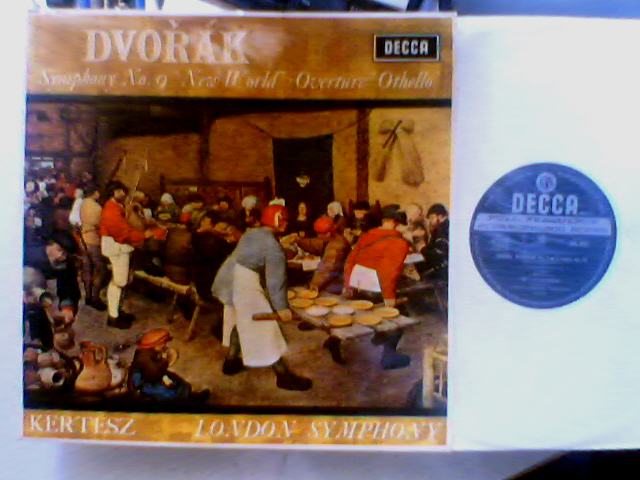 DVOŘÁK
DECCA
Symphony No. 9 "New World" Overture "Othello"
KERTESZ LONDON SYMPHONY
DECCA